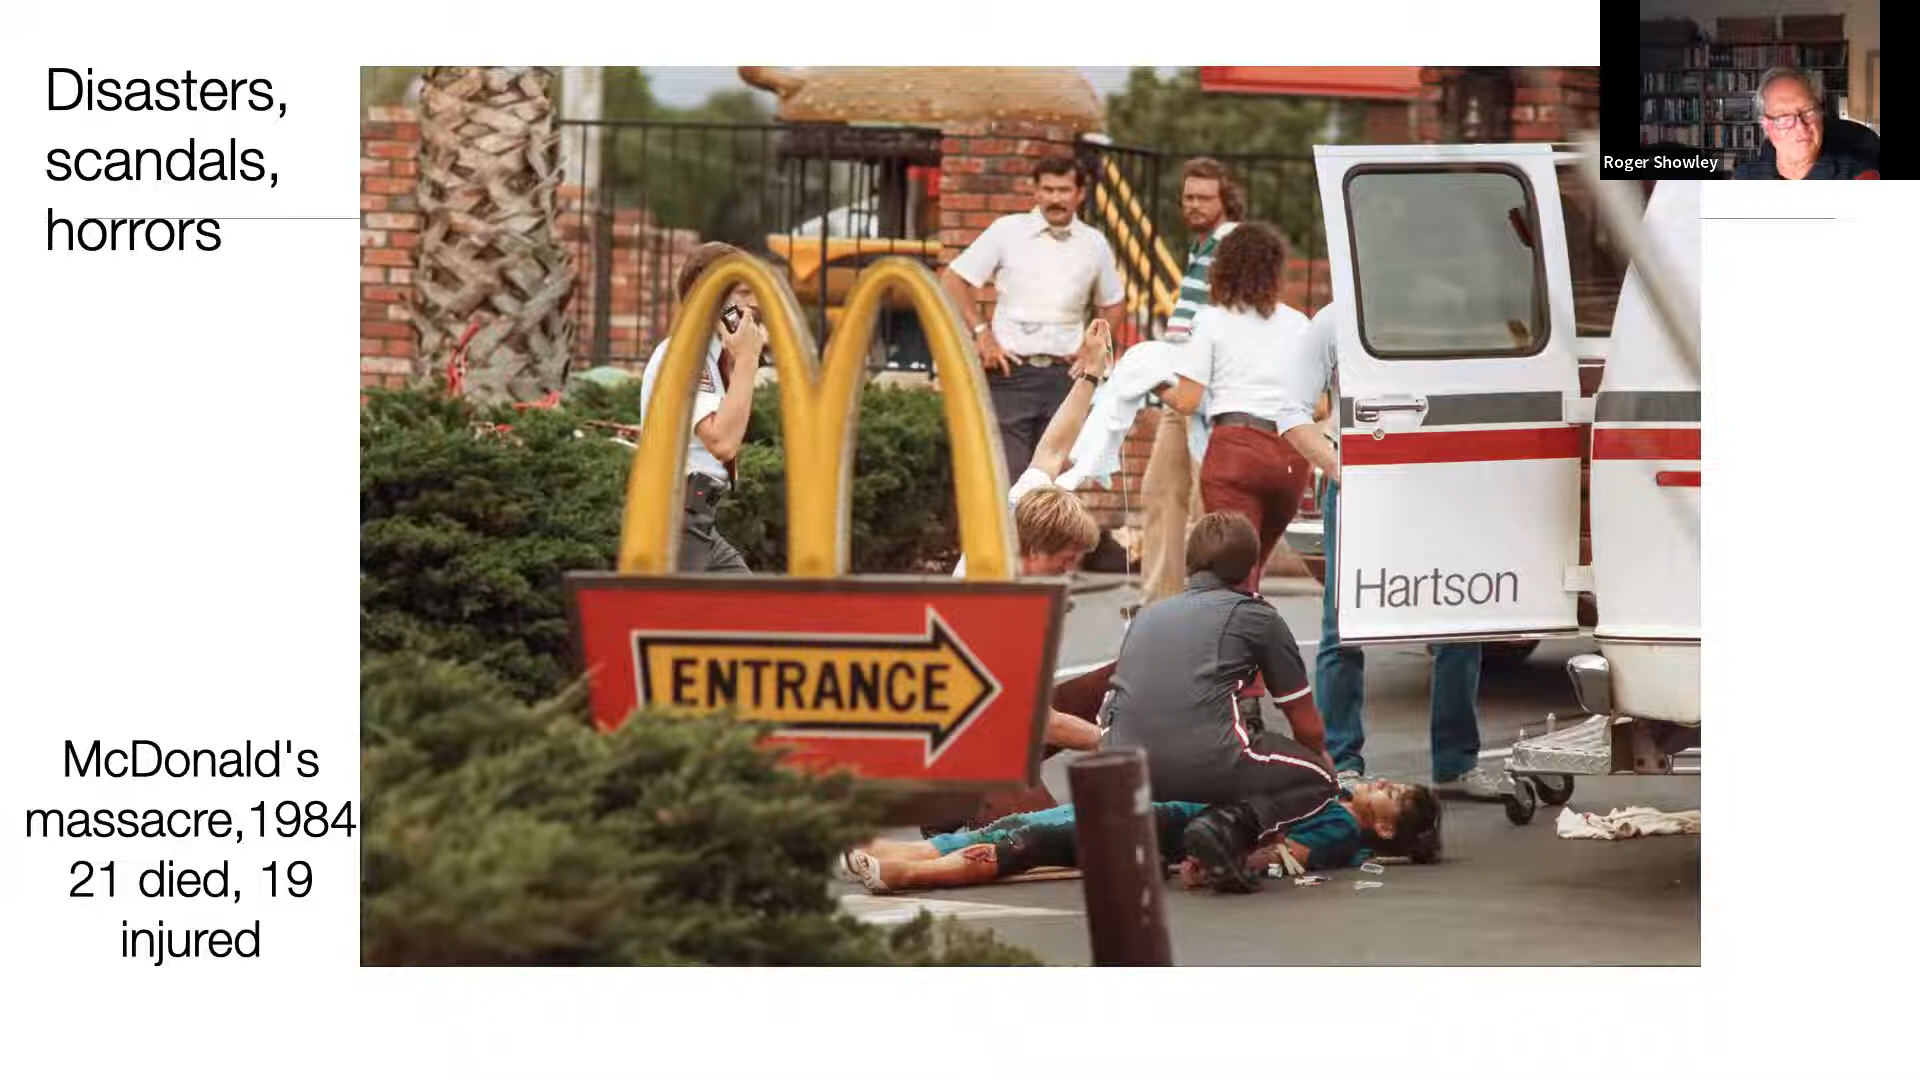 Disasters,
scandals,
horrors
Roger Showley
Hartson
ENTRANCE
McDonald's
massacre,1984
21 died, 19
injured